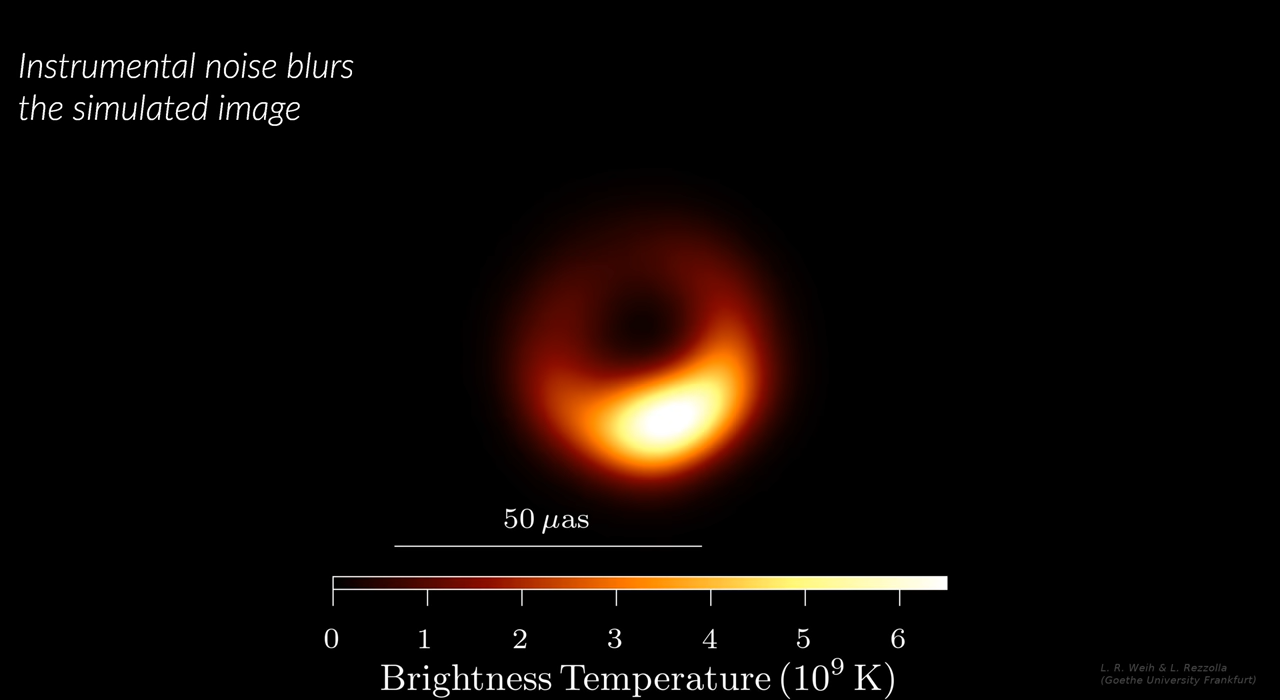 Instrumental noise blurs
the simulated image
50 μas
0 1 2 3 4 5 6
Brightness Temperature (10⁹ K)
L. R. Weih & L. Rezzolla
(Goethe University Frankfurt)